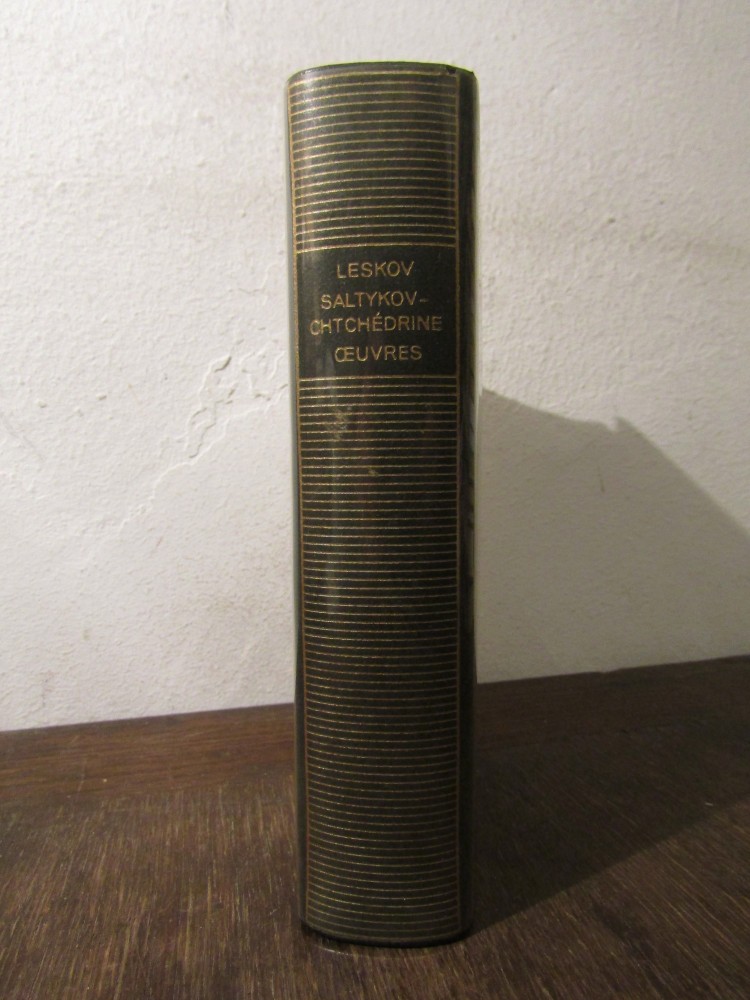 LESKOV
SALTYKOV-
CHTCHÉDRINE
ŒUVRES